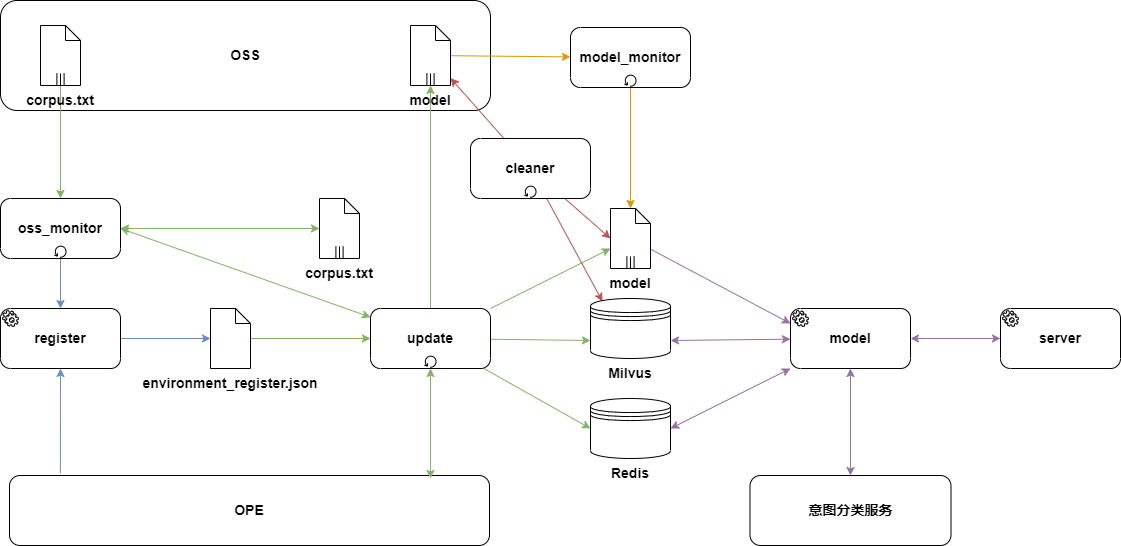 OSS
corpus.txt
model
model_monitor
cleaner
oss_monitor
corpus.txt
model
register
environment_register.json
update
Milvus
model
server
Redis
OPE
意图分类服务